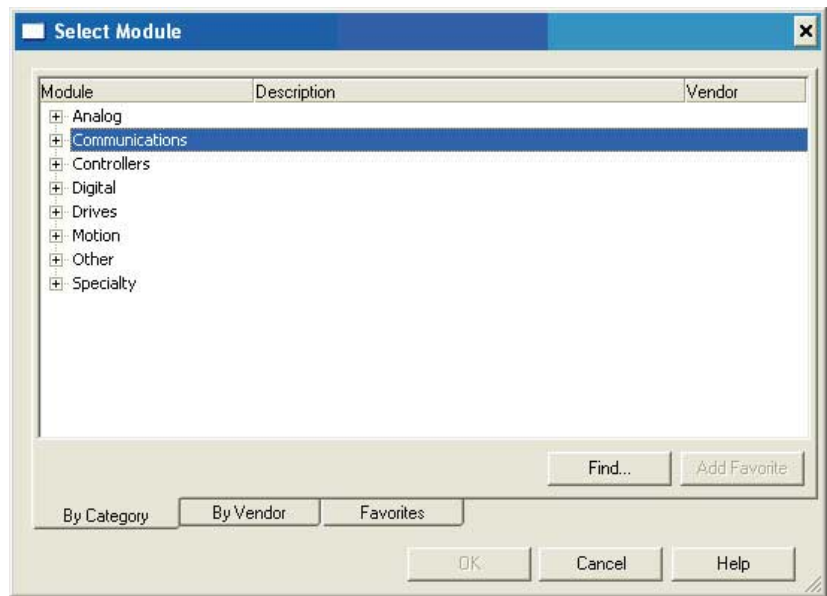 Select Module
Module Description Vendor
Analog
Communications
Controllers
Digital
Drives
Motion
Other
Specialty
Find... Add Favorite
By Category By Vendor Favorites
OK Cancel Help